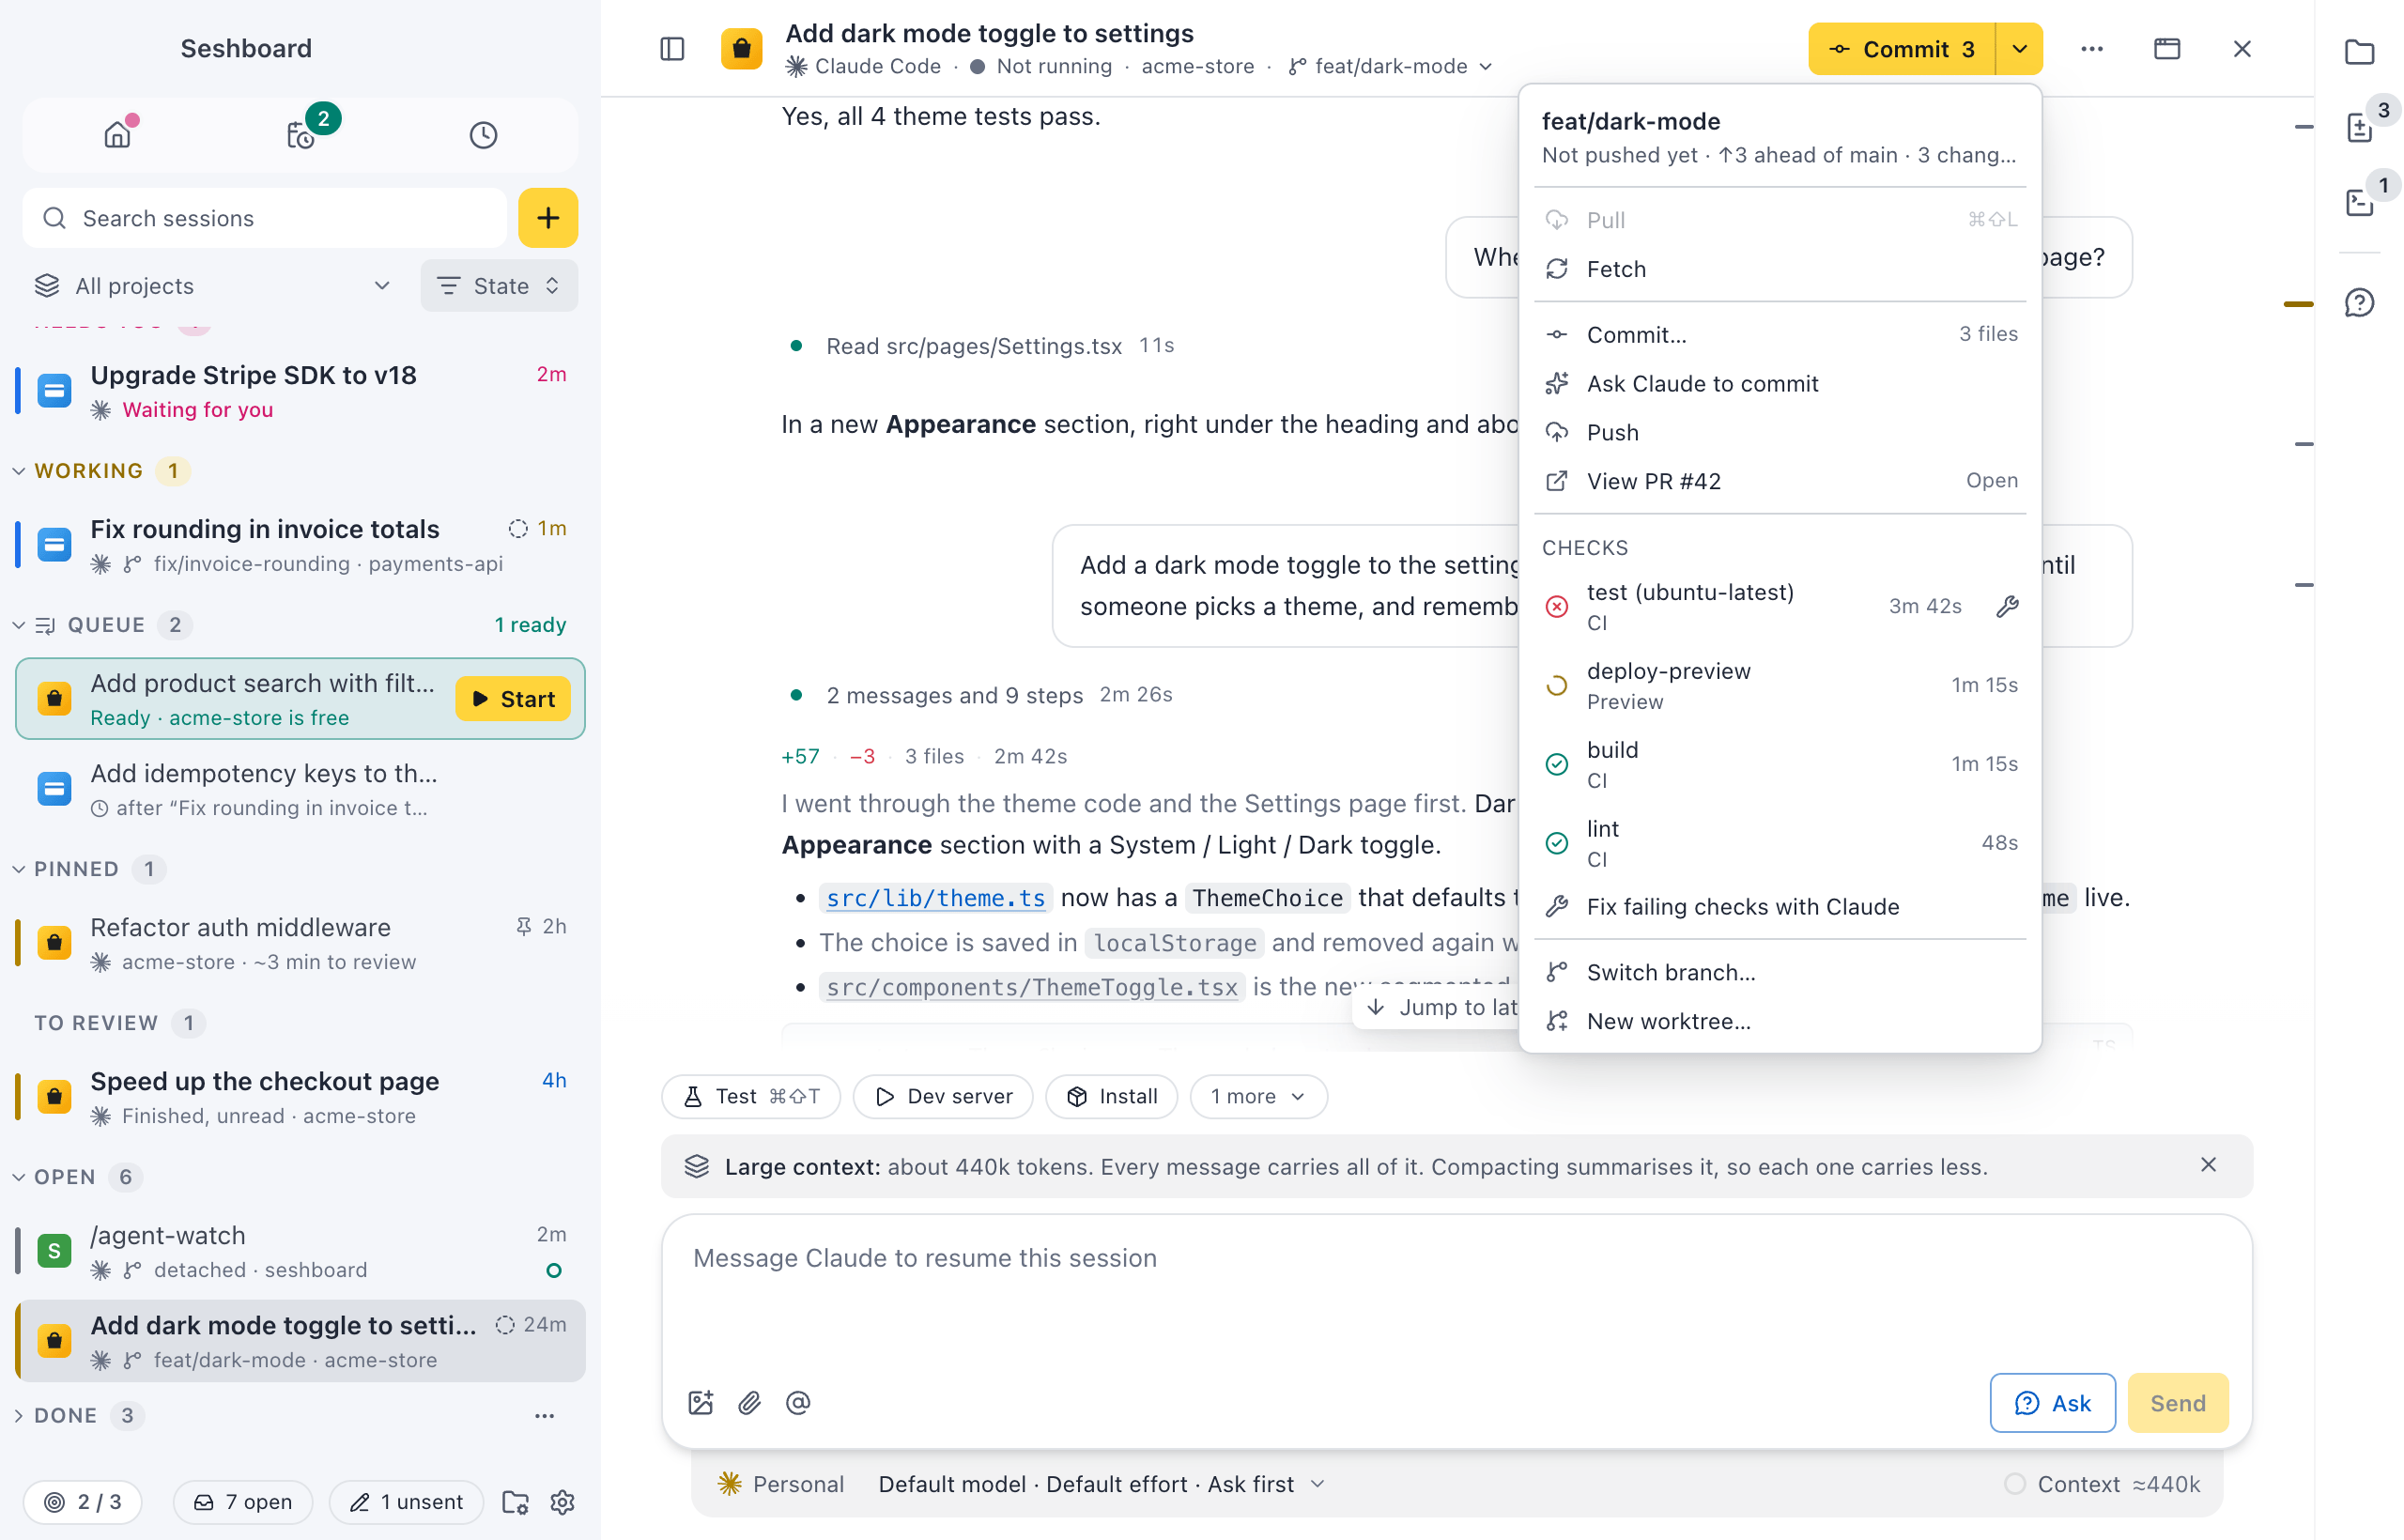 Seshboard
2
Search sessions
All projects
State
Upgrade Stripe SDK to v18
2m
Waiting for you
WORKING 1
Fix rounding in invoice totals
1m
fix/invoice-rounding · payments-api
QUEUE 2
1 ready
Add product search with filt...
Ready · acme-store is free
Start
Add idempotency keys to th...
after “Fix rounding in invoice t...
PINNED 1
Refactor auth middleware
2h
acme-store · ~3 min to review
TO REVIEW 1
Speed up the checkout page
4h
Finished, unread · acme-store
OPEN 6
S
/agent-watch
2m
detached · seshboard
Add dark mode toggle to setti...
24m
feat/dark-mode · acme-store
DONE 3
2 / 3
7 open
1 unsent
Add dark mode toggle to settings
Claude Code · Not running · acme-store · feat/dark-mode
Commit 3
Yes, all 4 theme tests pass.
page?
Read src/pages/Settings.tsx 11s
In a new Appearance section, right under the heading and
Add a dark mode toggle to the
someone picks a theme, and
2 messages and 9 steps 2m 26s
+57 · −3 · 3 files · 2m 42s
I went through the theme code and the Settings page first.
Appearance section with a System / Light / Dark toggle.
src/lib/theme.ts now has a ThemeChoice that defaults
live.
The choice is saved in localStorage and removed again
src/components/ThemeToggle.tsx is the
Jump to
feat/dark-mode
Not pushed yet · ↑3 ahead of main · 3 chang...
Pull ⌘⇧L
Fetch
Commit... 3 files
Ask Claude to commit
Push
View PR #42 Open
CHECKS
test (ubuntu-latest)
CI
3m 42s
deploy-preview
Preview
1m 15s
build
CI
1m 15s
lint
CI
48s
Fix failing checks with Claude
Switch branch...
New worktree...
Test ⌘⇧T
Dev server
Install
1 more
Large context: about 440k tokens. Every message carries all of it. Compacting summarises it, so each one carries less.
Message Claude to resume this session
Ask
Send
Personal
Default model · Default effort · Ask first
Context ≈440k
3
1